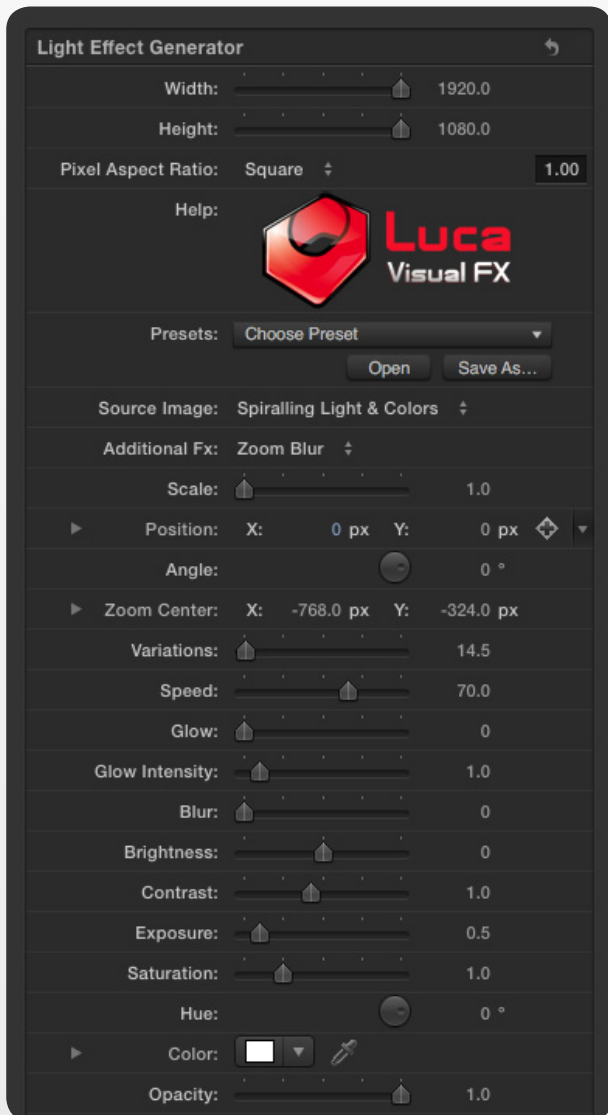 Light Effect Generator
Width: 1920.0
Height: 1080.0
Pixel Aspect Ratio: Square 1.00
Help:
Luca
Visual FX
Presets: Choose Preset
Open Save As...
Source Image: Spiralling Light & Colors
Additional Fx: Zoom Blur
Scale: 1.0
Position: X: 0 px Y: 0 px
Angle: 0 °
Zoom Center: X: -768.0 px Y: -324.0 px
Variations: 14.5
Speed: 70.0
Glow: 0
Glow Intensity: 1.0
Blur: 0
Brightness: 0
Contrast: 1.0
Exposure: 0.5
Saturation: 1.0
Hue: 0 °
Color:
Opacity: 1.0